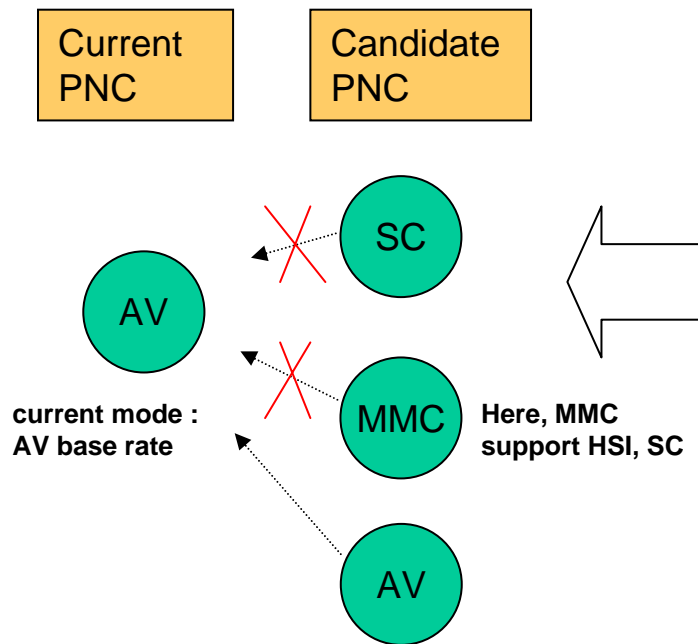 Current
PNC
Candidate
PNC
SC
AV
MMC
current mode :
AV base rate
Here, MMC
support HSI, SC
AV